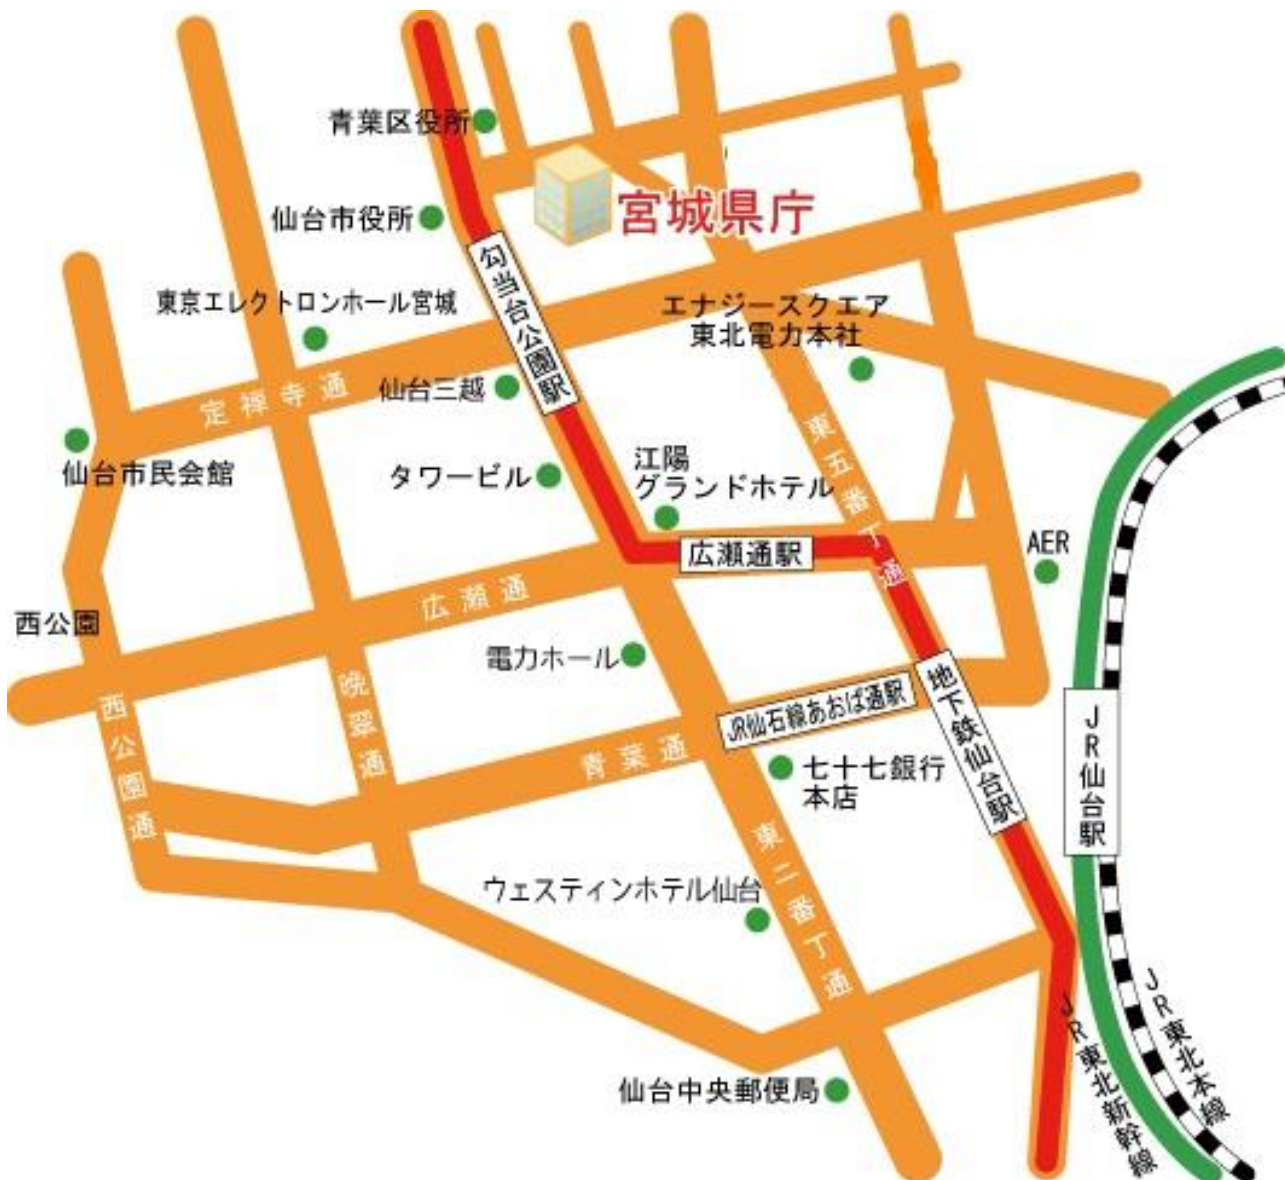 青葉区役所
宮城県庁
仙台市役所
勾当台公園駅
東京エレクトロンホール宮城
エナジースクエア
東北電力本社
仙台三越
定禅寺通
仙台市民会館
タワービル
江陽
グランドホテル
東五番丁通
広瀬通駅
AER
広瀬通
西公園
電力ホール
晩翠通
西公園通
JR仙石線あおば通駅
地下鉄仙台駅
JR仙台駅
青葉通
七十七銀行
本店
東二番丁通
ウェスティンホテル仙台
仙台中央郵便局
JR東北新幹線
JR東北本線